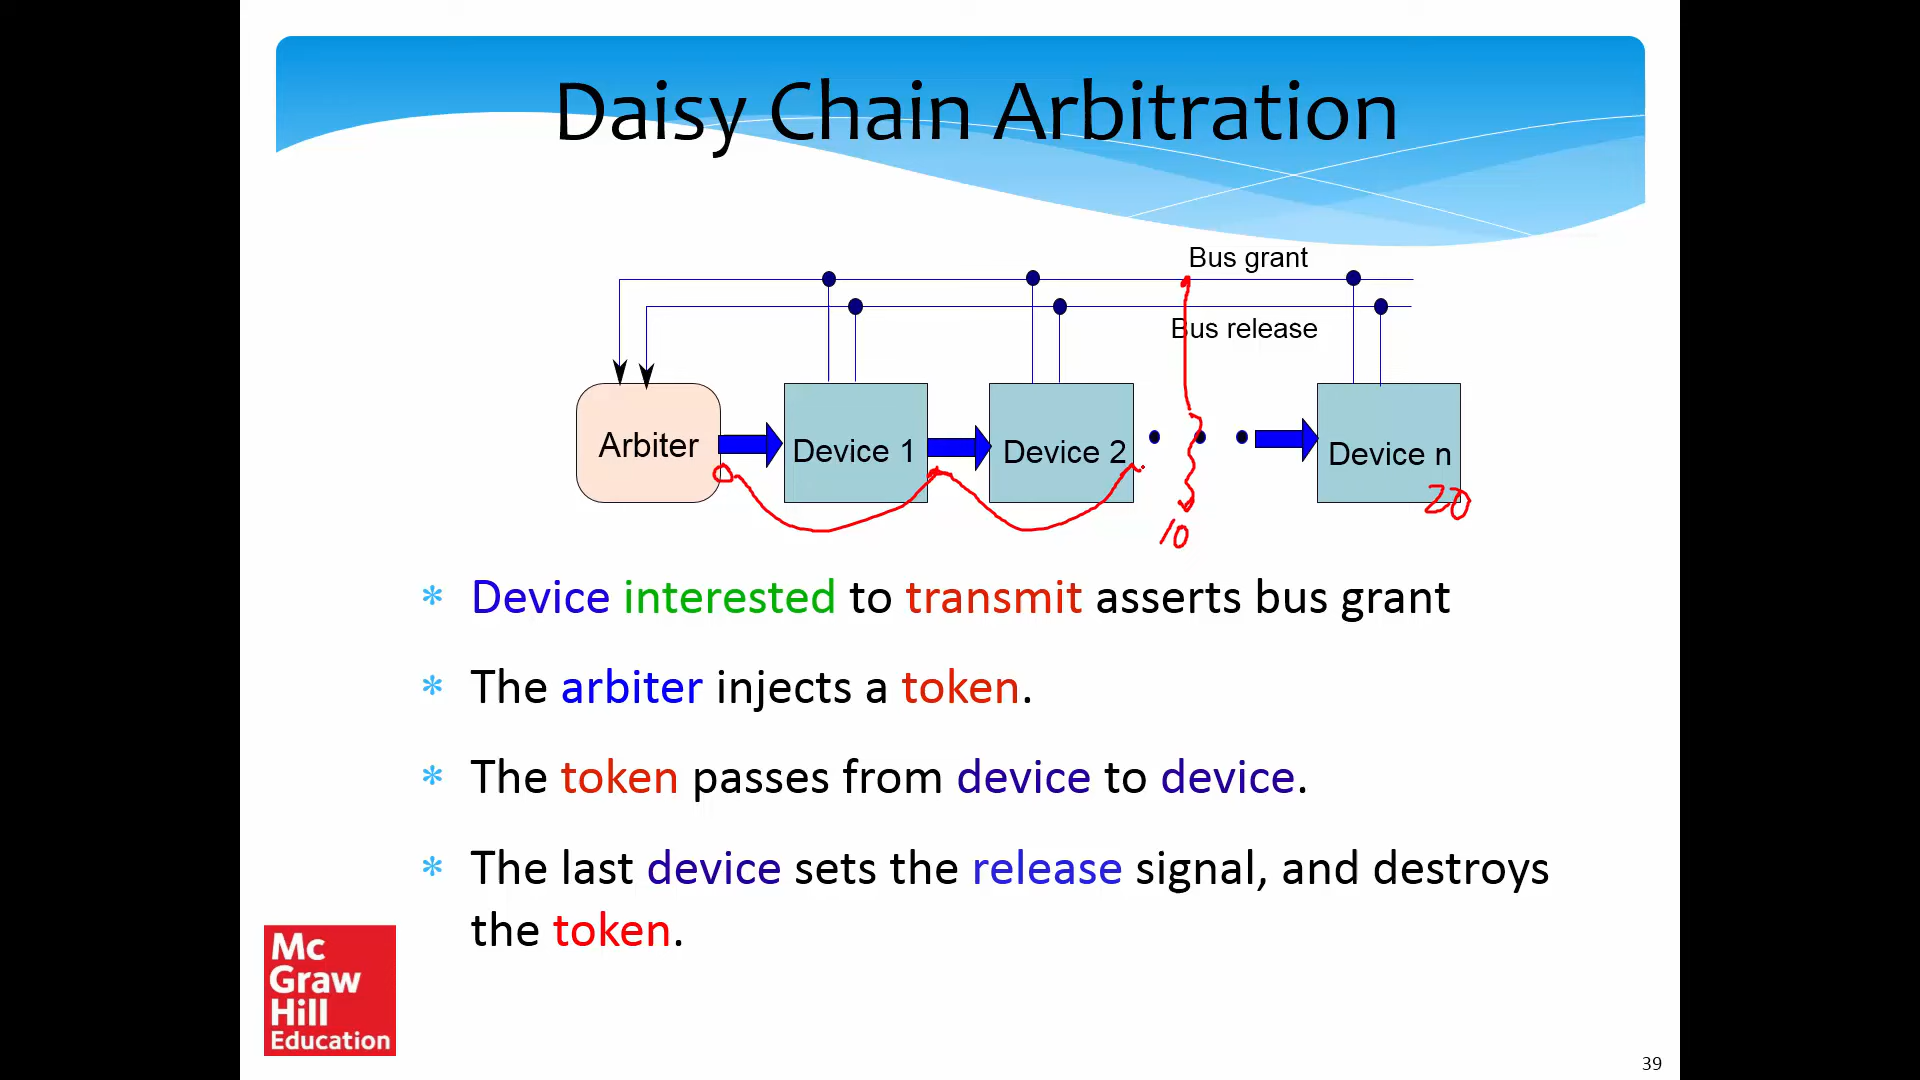 Daisy Chain Arbitration
Bus grant
Bus release
Arbiter
Device 1
Device 2
Device n
20
10
* Device interested to transmit asserts bus grant
* The arbiter injects a token.
* The token passes from device to device.
* The last device sets the release signal, and destroys
the token.
Mc
Graw
Hill
Education
39